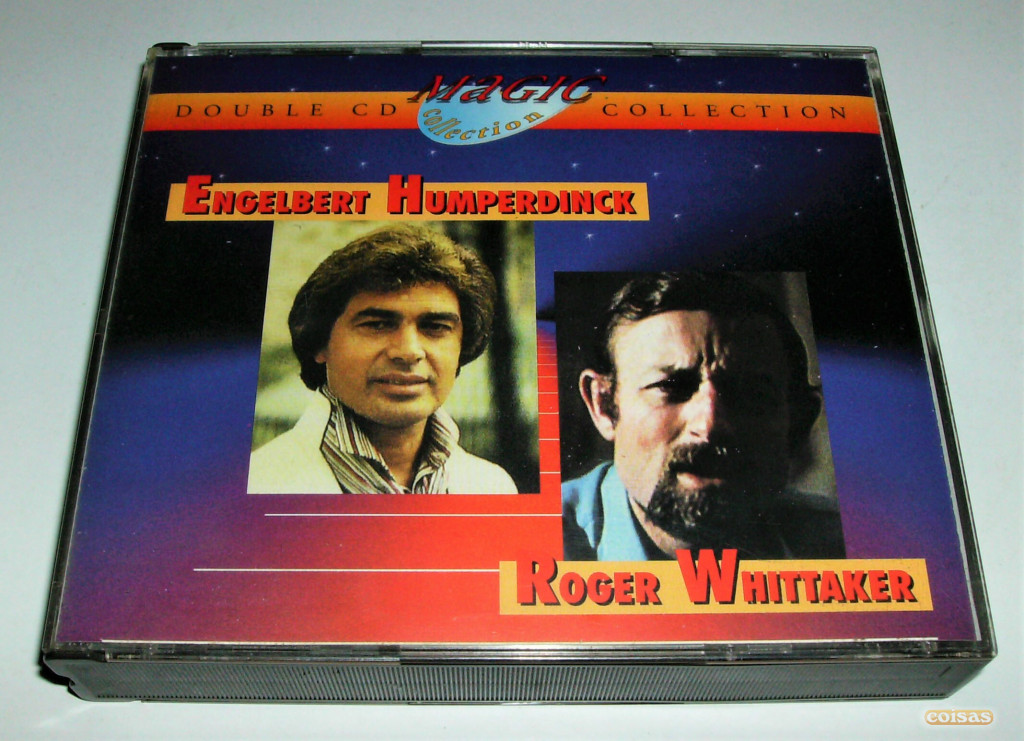 MAGIC
DOUBLE CD COLLECTION
collection
ENGELBERT HUMPERDINCK
ROGER WHITTAKER
coisas